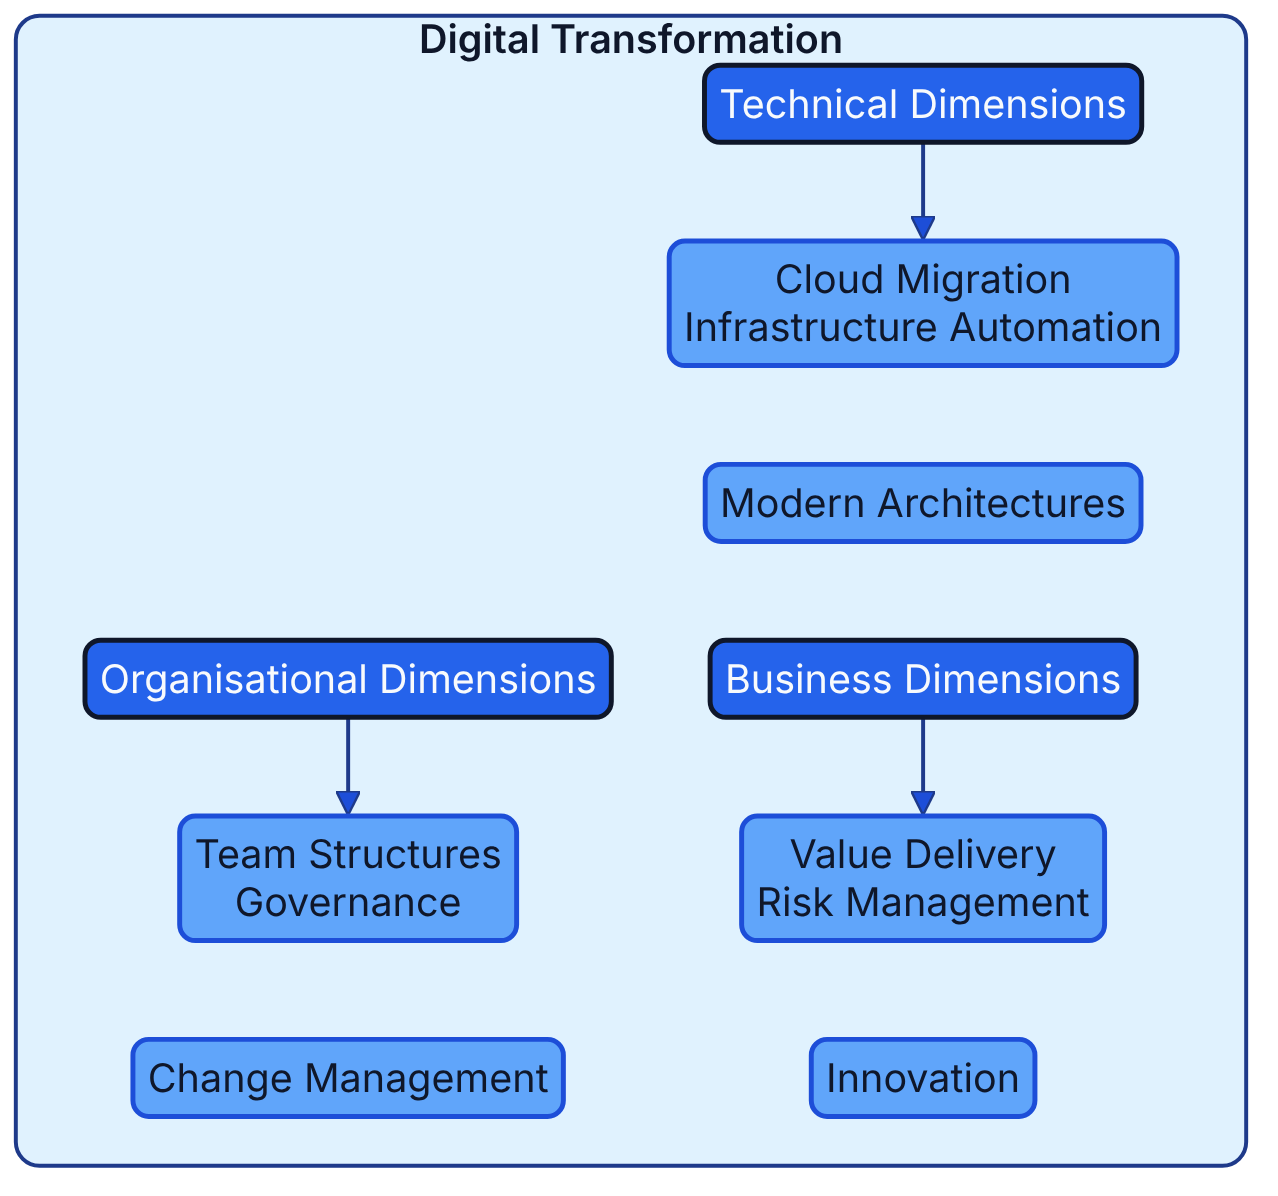 Digital Transformation
Technical Dimensions
Cloud Migration
Infrastructure Automation
Modern Architectures
Organisational Dimensions
Business Dimensions
Team Structures
Governance
Value Delivery
Risk Management
Change Management
Innovation